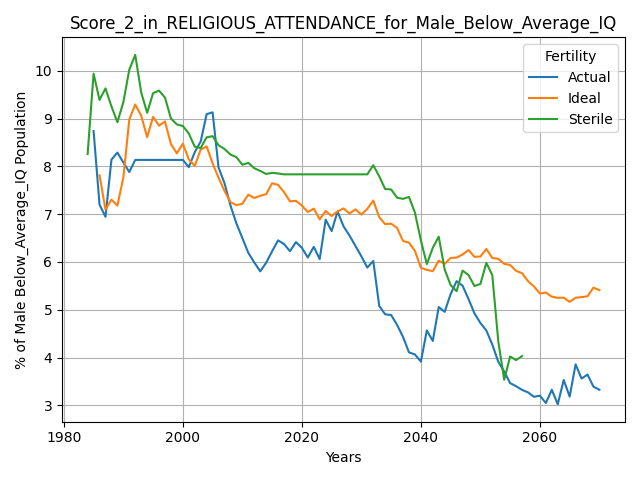 Score_2_in_RELIGIOUS_ATTENDANCE_for_Male_Below_Average_IQ
% of Male Below_Average_IQ Population
10
9
8
7
6
5
4
3
Fertility
Actual
Ideal
Sterile
1980
2000
2020
2040
2060
Years